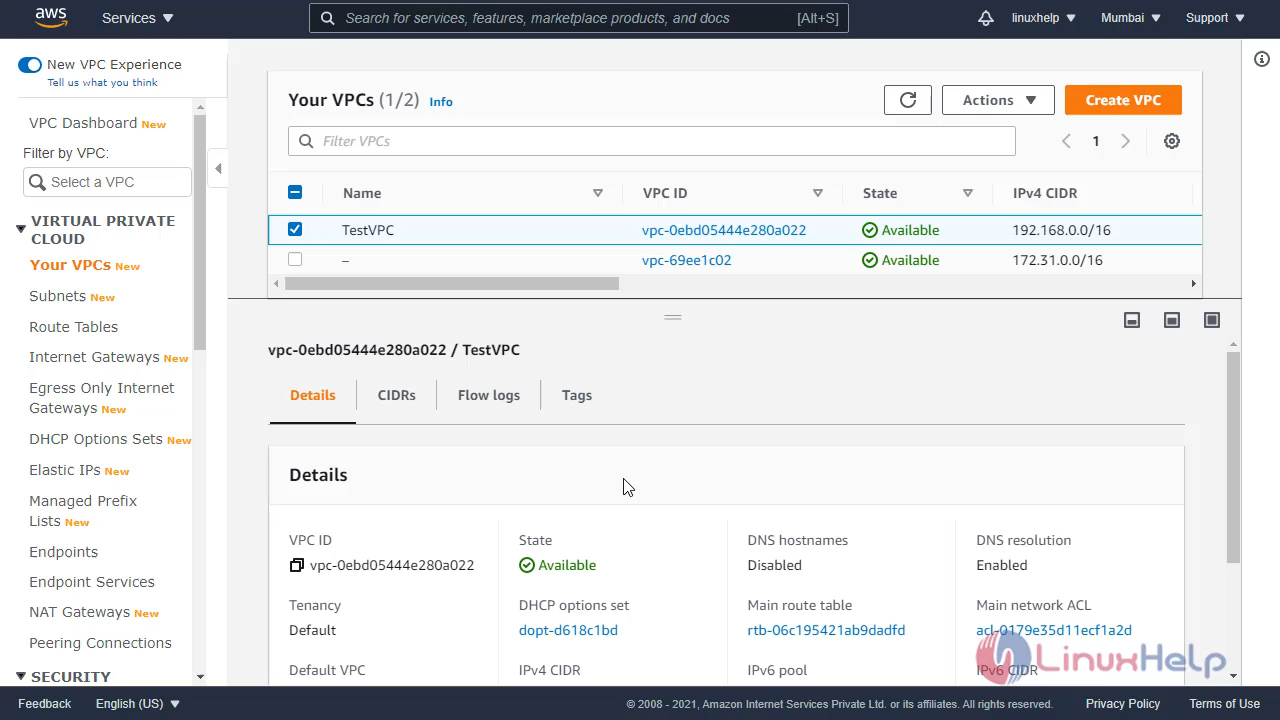 aws
Services
Search for services, features, marketplace products, and docs [Alt+S]
linuxhelp
Mumbai
Support
New VPC Experience
Tell us what you think
VPC Dashboard New
Filter by VPC:
Select a VPC
VIRTUAL PRIVATE
CLOUD
Your VPCs New
Subnets New
Route Tables
Internet Gateways New
Egress Only Internet
Gateways New
DHCP Options Sets New
Elastic IPs New
Managed Prefix
Lists New
Endpoints
Endpoint Services
NAT Gateways New
Peering Connections
SECURITY
Your VPCs (1/2) Info
Actions
Create VPC
Filter VPCs
1
Name VPC ID State IPv4 CIDR
TestVPC vpc-0ebd05444e280a022 Available 192.168.0.0/16
– vpc-69ee1c02 Available 172.31.0.0/16
vpc-0ebd05444e280a022 / TestVPC
Details CIDRs Flow logs Tags
Details
VPC ID State DNS hostnames DNS resolution
vpc-0ebd05444e280a022 Available Disabled Enabled
Tenancy DHCP options set Main route table Main network ACL
Default dopt-d618c1bd rtb-06c195421ab9dadfd acl-0179e35d11ecf1a2d
Default VPC IPv4 CIDR IPv6 pool IPv6 CIDR
LinuxHelp
Feedback English (US) © 2008 - 2021, Amazon Internet Services Private Ltd. or its affiliates. All rights reserved. Privacy Policy Terms of Use